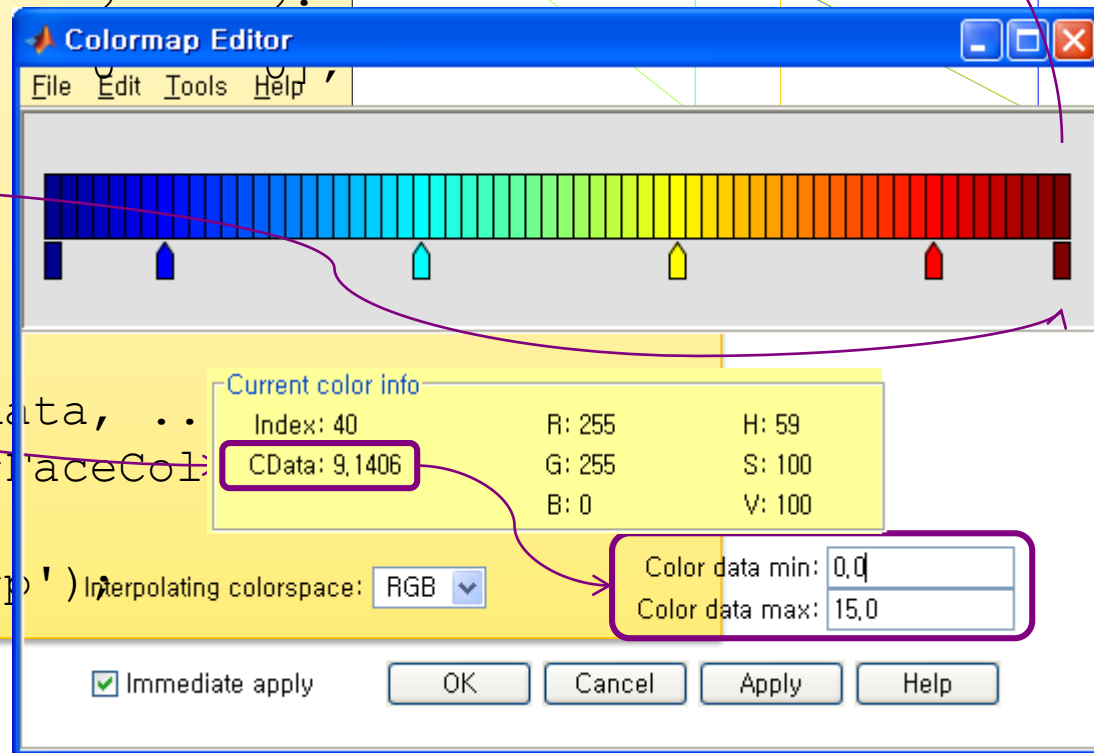 Colormap Editor
File Edit Tools Help
Current color info
ata, ..
Index: 40 R: 255 H: 59
CData: 9,1406 G: 255 S: 100
FaceCol
B: 0 V: 100
Color data min: 0,0
p');
Interpolating colorspace: RGB
Color data max: 15,0
Immediate apply OK Cancel Apply Help